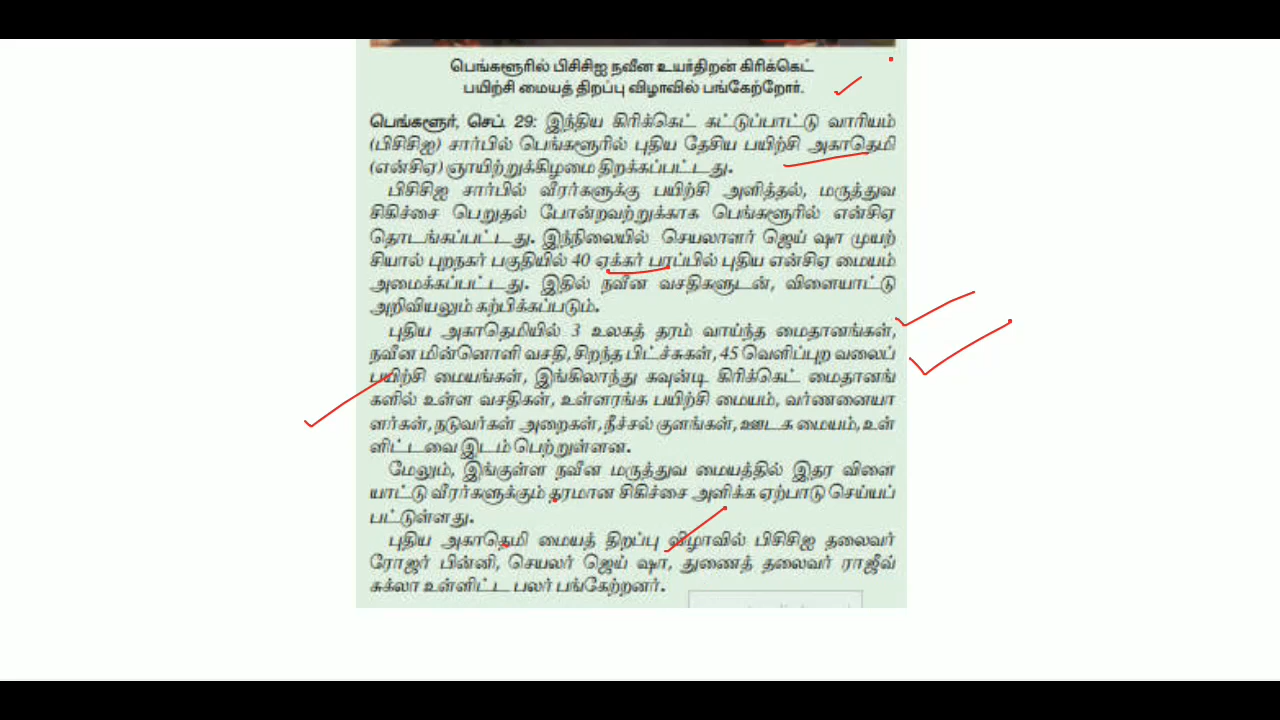 பெங்களூரில் பிசிசிஐ நவீன உயர்திறன் கிரிக்கெட்
பயிற்சி மையத் திறப்பு விழாவில் பங்கேற்றோர்.
பெங்களூர், செப். 29: இந்திய கிரிக்கெட் கட்டுப்பாட்டு வாரியம்
(பிசிசிஐ) சார்பில் பெங்களூரில் புதிய தேசிய பயிற்சி அகாதெமி
(என்சிஏ) ஞாயிற்றுக்கிழமை திறக்கப்பட்டது.
பிசிசிஐ சார்பில் வீரர்களுக்கு பயிற்சி அளித்தல், மருத்துவ
சிகிச்சை பெறுதல் போன்றவற்றுக்காக பெங்களூரில் என்சிஏ
தொடங்கப்பட்டது. இந்நிலையில் செயலாளர் ஜெய் ஷா முயற்
சியால் புறநகர் பகுதியில் 40 ஏக்கர் பரப்பில் புதிய என்சிஏ மையம்
அமைக்கப்பட்டது. இதில் நவீன வசதிகளுடன், விளையாட்டு
அறிவியலும் கற்பிக்கப்படும்.
புதிய அகாதெமியில் 3 உலகத் தரம் வாய்ந்த மைதானங்கள்,
நவீன மின்னொளி வசதி, சிறந்த பிட்ச்சுகள், 45 வெளிப்புற வலைப்
பயிற்சி மையங்கள், இங்கிலாந்து கவுன்டி கிரிக்கெட் மைதானங்
களில் உள்ள வசதிகள், உள்ளரங்க பயிற்சி மையம், வர்ணனையா
ளர்கள், நடுவர்கள் அறைகள், நீச்சல் குளங்கள், ஊடக மையம், உள்
ளிட்டவை இடம் பெற்றுள்ளன.
மேலும், இங்குள்ள நவீன மருத்துவ மையத்தில் இதர விளை
யாட்டு வீரர்களுக்கும் தரமான சிகிச்சை அளிக்க ஏற்பாடு செய்யப்
பட்டுள்ளது.
புதிய அகாதெமி மையத் திறப்பு விழாவில் பிசிசிஐ தலைவர்
ரோஜர் பின்னி, செயலர் ஜெய் ஷா, துணைத் தலைவர் ராஜீவ்
சுக்லா உள்ளிட்ட பலர் பங்கேற்றனர்.